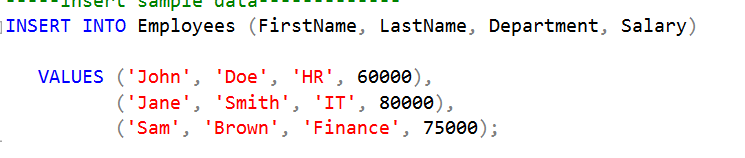 -----Insert sample data-------------
INSERT INTO Employees (FirstName, LastName, Department, Salary)
VALUES ('John', 'Doe', 'HR', 60000),
('Jane', 'Smith', 'IT', 80000),
('Sam', 'Brown', 'Finance', 75000);